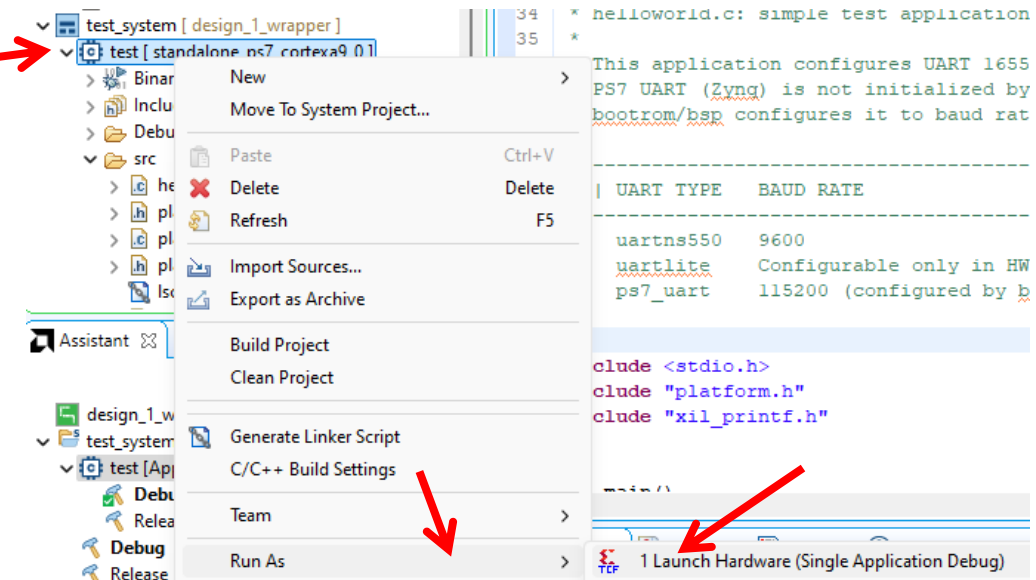 test_system [ design_1_wrapper ]
test [ standalone_ps7_cortexa9_0 ]
Binar
Inclu
Debu
src
he
pl
pl
pl
lsc
Assistant
design_1_w
test_system
test [App
Debu
Relea
Debug
Release
New
Move To System Project...
Paste Ctrl+V
Delete Delete
Refresh F5
Import Sources...
Export as Archive
Build Project
Clean Project
Generate Linker Script
C/C++ Build Settings
Team
Run As
1 Launch Hardware (Single Application Debug)
34 * helloworld.c: simple test application
35 *
This application configures UART 1655
PS7 UART (Zynq) is not initialized by
bootrom/bsp configures it to baud rat
------------------------------------
| UART TYPE BAUD RATE
------------------------------------
uartns550 9600
uartlite Configurable only in HW
ps7_uart 115200 (configured by b
clude <stdio.h>
clude "platform.h"
clude "xil_printf.h"
main()